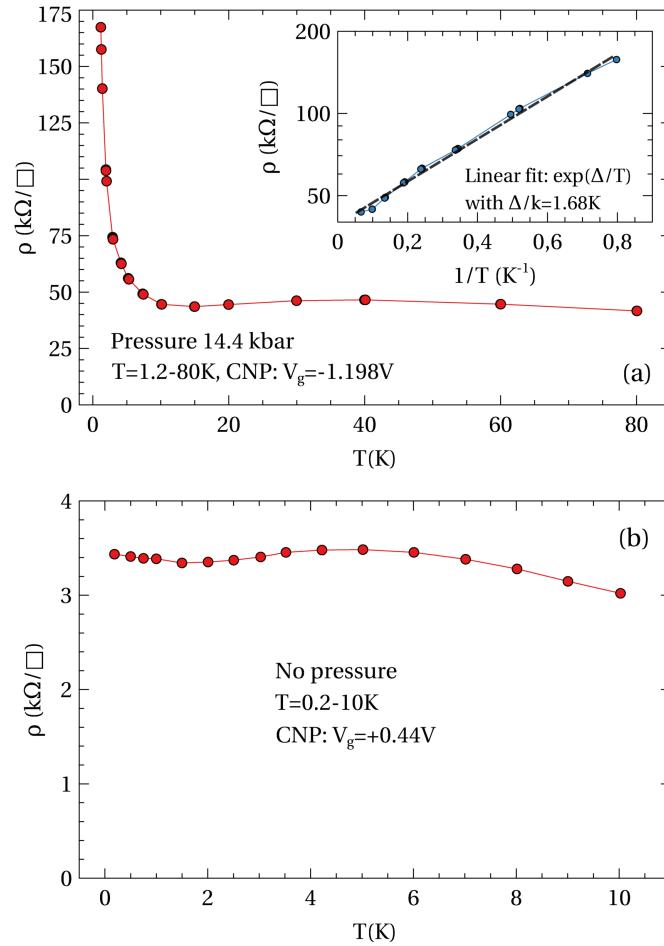 175
150
125
75
50
25
0
ρ (kΩ/□)
0
20
40
60
80
T(K)
Pressure 14.4 kbar
T=1.2-80K, CNP: V_g=-1.198V
(a)
200
100
50
ρ (kΩ/□)
Linear fit: exp(Δ/T)
with Δ/k=1.68K
0
0,2
0,4
0,6
0,8
1/T (K⁻¹)
4
3
2
1
0
ρ (kΩ/□)
(b)
No pressure
T=0.2-10K
CNP: V_g=+0.44V
0
2
4
6
8
10
T(K)